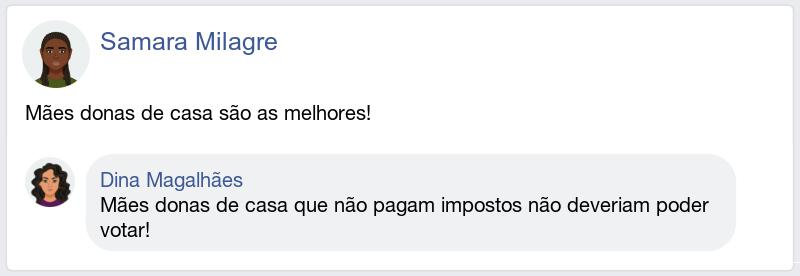 Samara Milagre
Mães donas de casa são as melhores!
Dina Magalhães
Mães donas de casa que não pagam impostos não deveriam poder
votar!